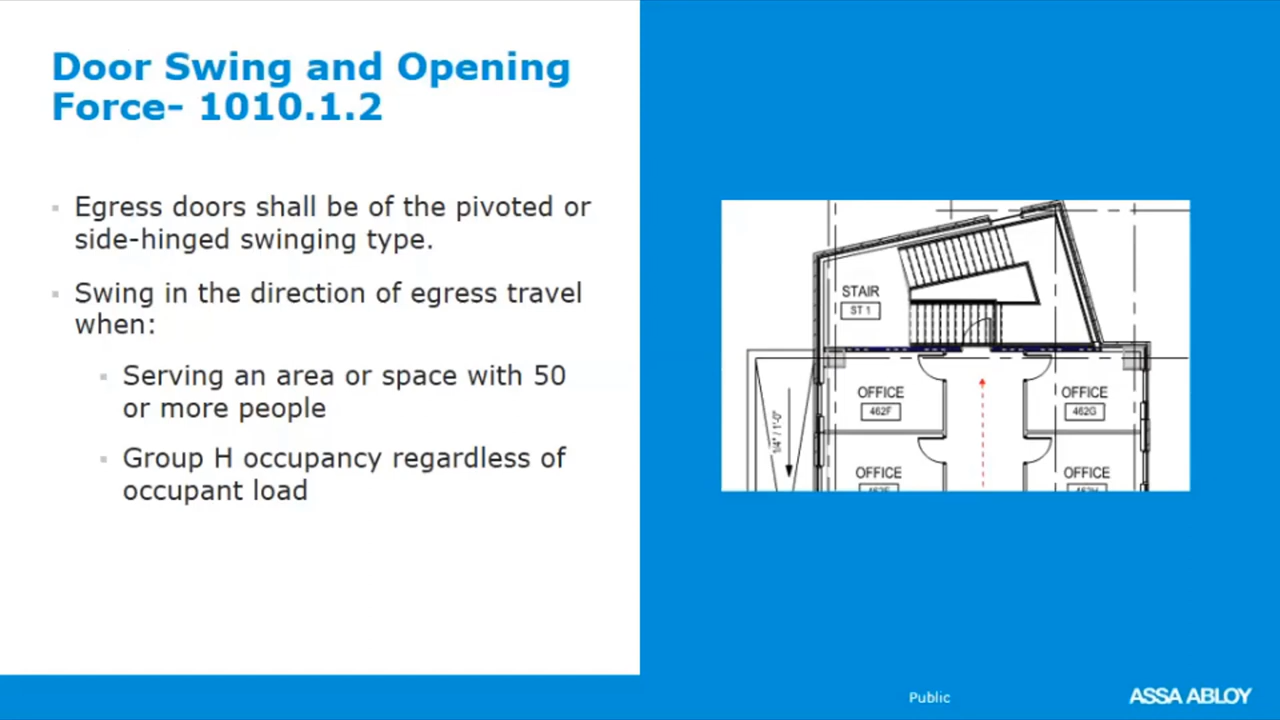 Door Swing and Opening
Force- 1010.1.2
Egress doors shall be of the pivoted or
side-hinged swinging type.
Swing in the direction of egress travel
when:
Serving an area or space with 50
or more people
Group H occupancy regardless of
occupant load
STAIR
ST 1
OFFICE
462F
OFFICE
462G
1/4" / 1'-0"
OFFICE
OFFICE
Public
ASSA ABLOY